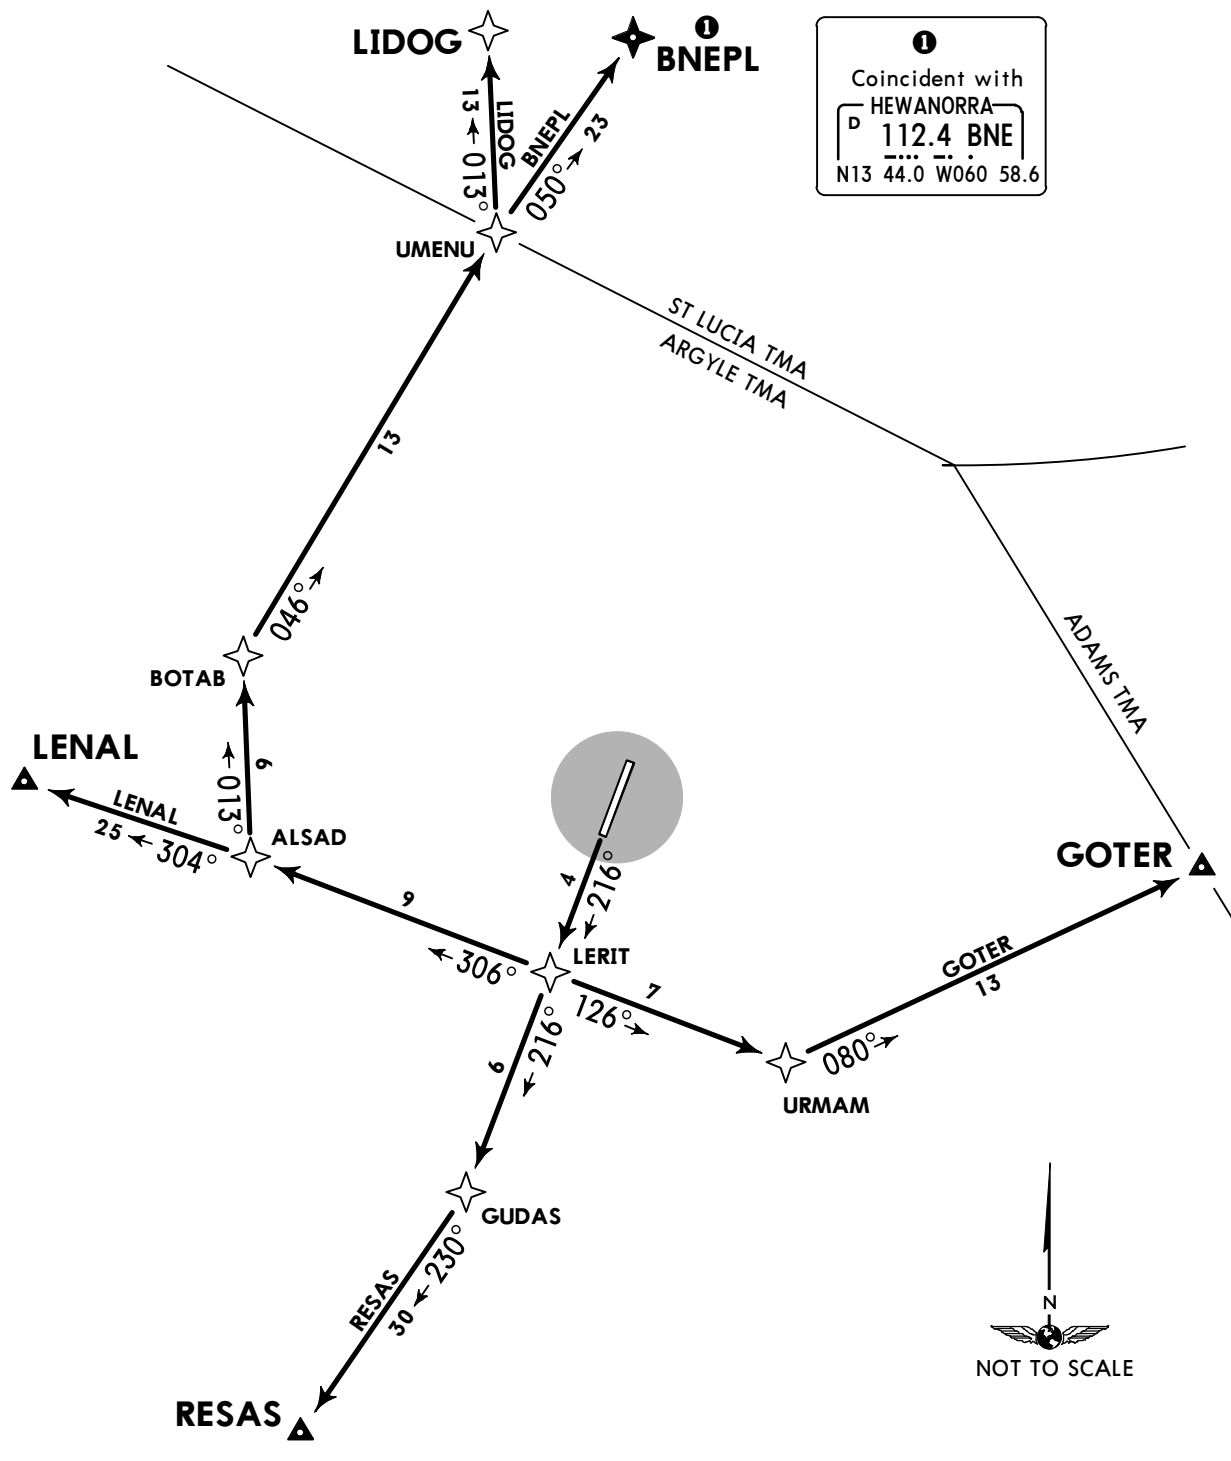 LIDOG
❶
BNEPL
❶
Coincident with
HEWANORRA
D 112.4 BNE
N13 44.0 W060 58.6
LIDOG
013° 13
BNEPL
050° 23
UMENU
ST LUCIA TMA
ARGYLE TMA
13
046°
BOTAB
ADAMS TMA
LENAL
6
013°
LENAL
25 304°
ALSAD
GOTER
4
216°
9
306°
LERIT
7
126°
GOTER
13
080°
URMAM
6
216°
GUDAS
RESAS
30 230°
RESAS
N
NOT TO SCALE